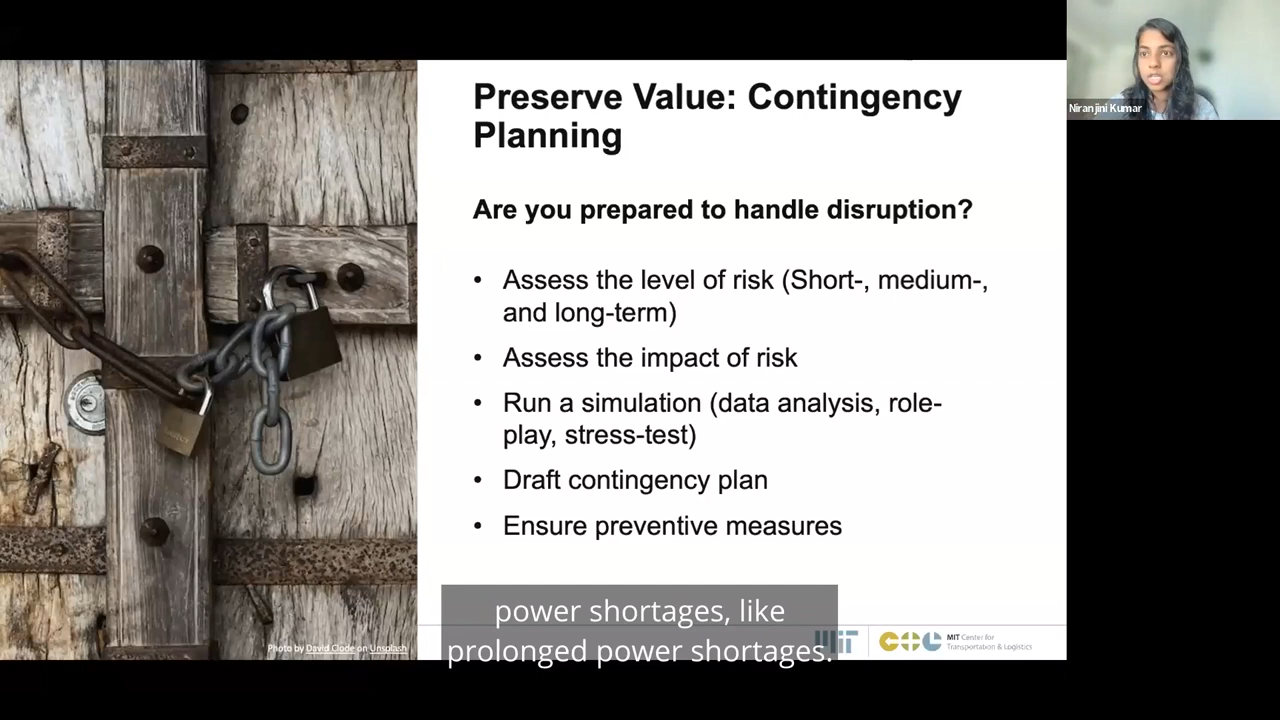 Niranjini Kumar
Preserve Value: Contingency
Planning
Are you prepared to handle disruption?
• Assess the level of risk (Short-, medium-,
and long-term)
• Assess the impact of risk
• Run a simulation (data analysis, role-
play, stress-test)
• Draft contingency plan
• Ensure preventive measures
power shortages, like
prolonged power shortages.
Photo by David Clode on Unsplash
MIT
MIT Center for
Transportation & Logistics